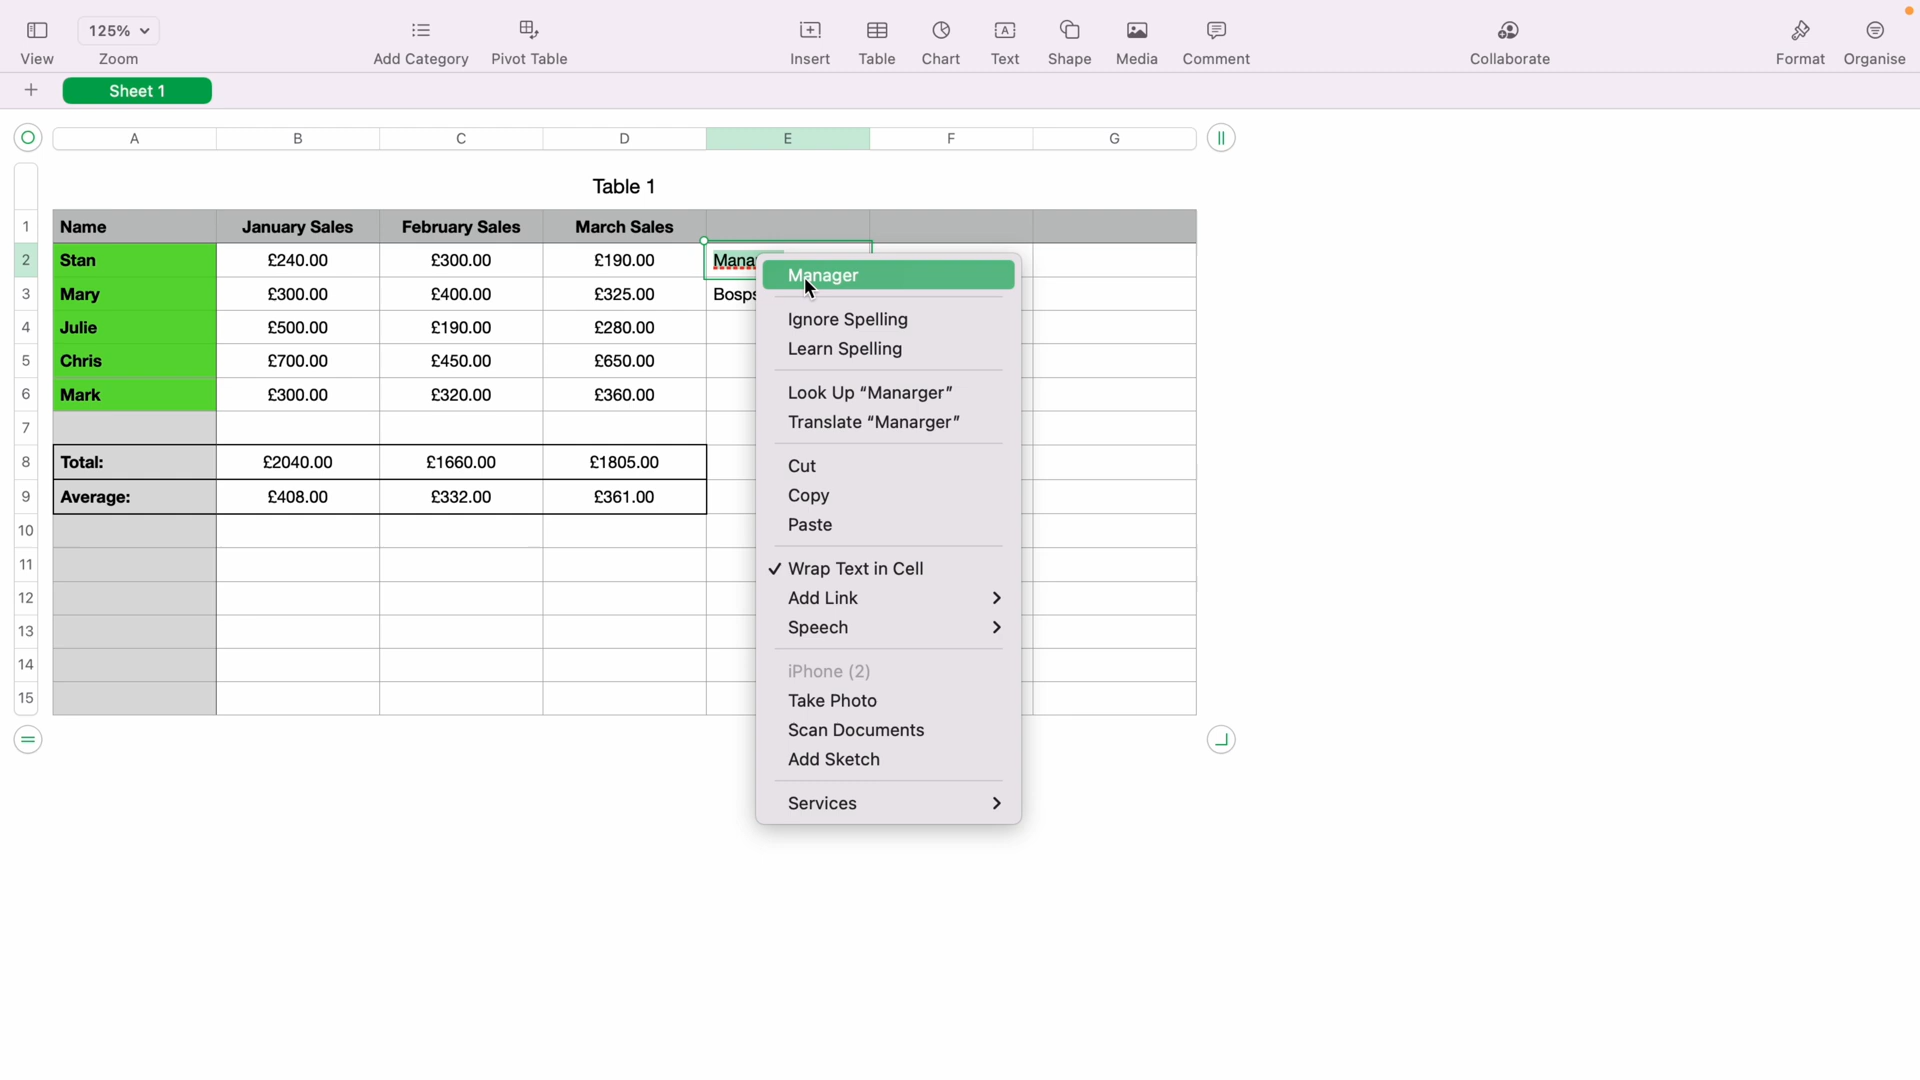 125%
View Zoom Add Category Pivot Table Insert Table Chart Text Shape Media Comment Collaborate Format Organise
Sheet 1
A B C D E F G
Table 1
1 Name January Sales February Sales March Sales
2 Stan £240.00 £300.00 £190.00
3 Mary £300.00 £400.00 £325.00
4 Julie £500.00 £190.00 £280.00
5 Chris £700.00 £450.00 £650.00
6 Mark £300.00 £320.00 £360.00
7
8 Total: £2040.00 £1660.00 £1805.00
9 Average: £408.00 £332.00 £361.00
10
11
12
13
14
15
Manager
Ignore Spelling
Learn Spelling
Look Up “Manarger”
Translate “Manarger”
Cut
Copy
Paste
✓ Wrap Text in Cell
Add Link
Speech
iPhone (2)
Take Photo
Scan Documents
Add Sketch
Services